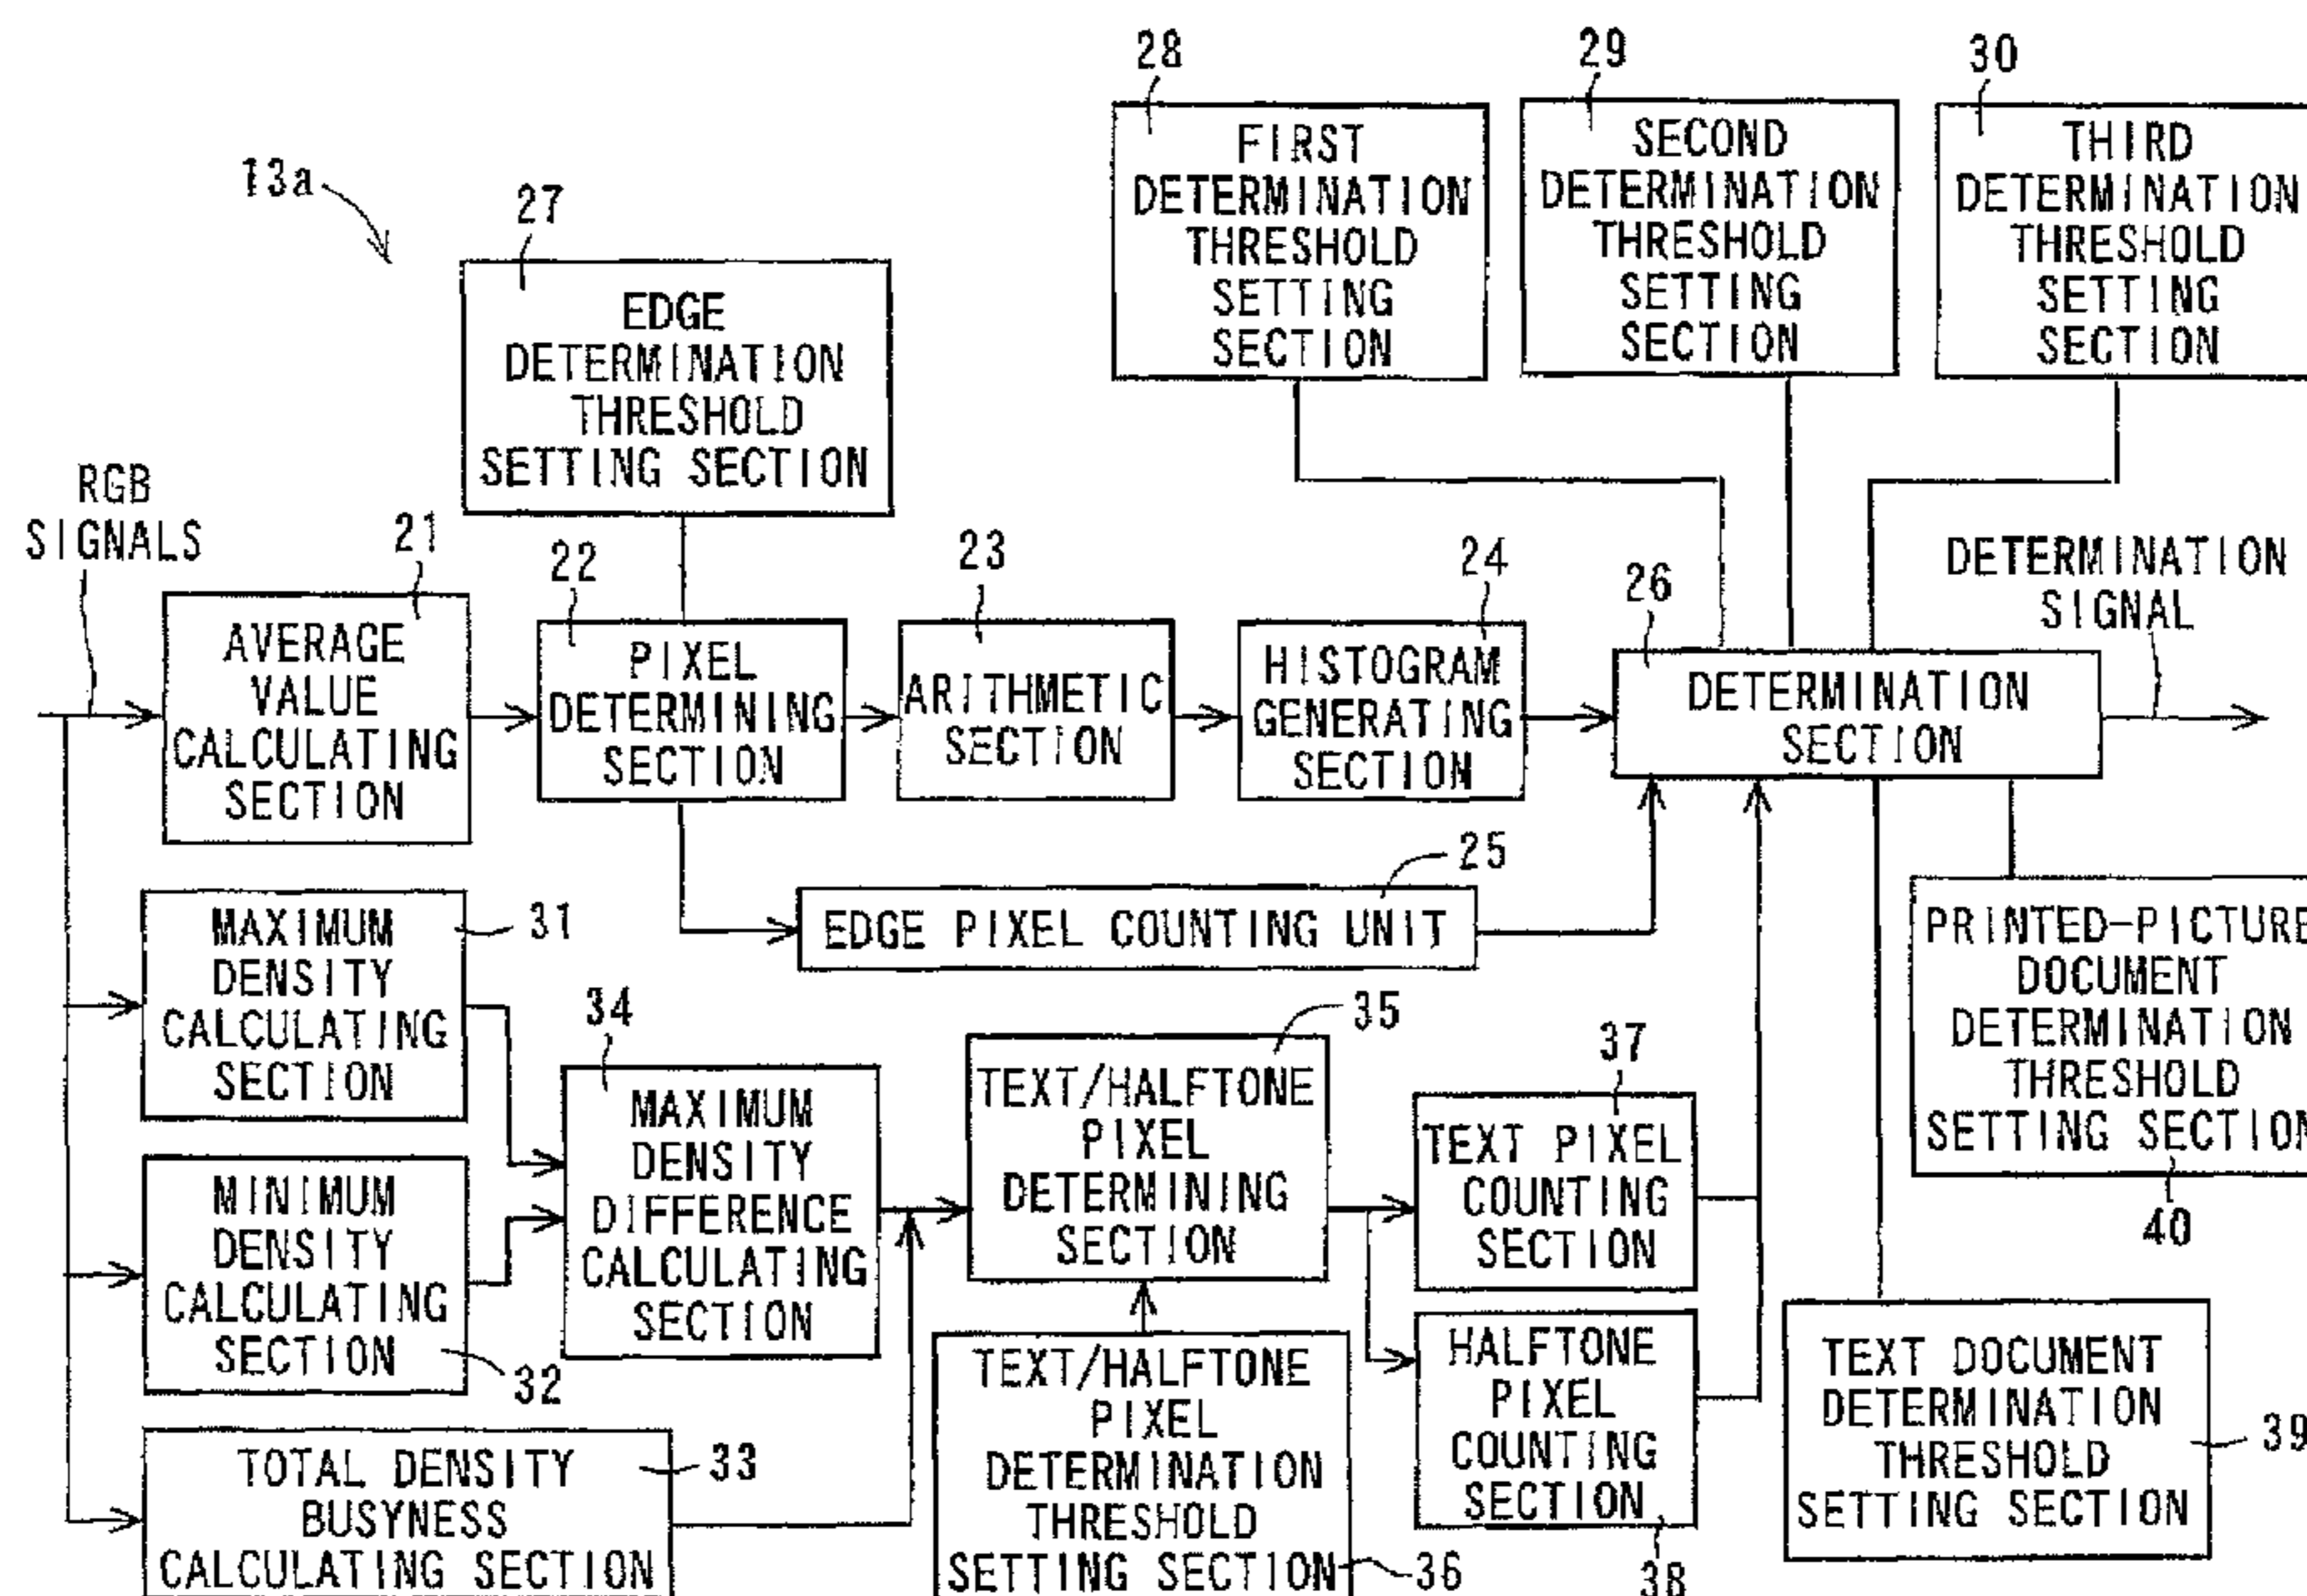 28
29
30
FIRST
DETERMINATION
THRESHOLD
SETTING
SECTION
SECOND
DETERMINATION
THRESHOLD
SETTING
SECTION
THIRD
DETERMINATION
THRESHOLD
SETTING
SECTION
13a
27
EDGE
DETERMINATION
THRESHOLD
SETTING SECTION
RGB
SIGNALS
21
AVERAGE
VALUE
CALCULATING
SECTION
22
PIXEL
DETERMINING
SECTION
23
ARITHMETIC
SECTION
24
HISTOGRAM
GENERATING
SECTION
26
DETERMINATION
SECTION
DETERMINATION
SIGNAL
25
EDGE PIXEL COUNTING UNIT
31
MAXIMUM
DENSITY
CALCULATING
SECTION
34
MAXIMUM
DENSITY
DIFFERENCE
CALCULATING
SECTION
35
TEXT/HALFTONE
PIXEL
DETERMINING
SECTION
37
TEXT PIXEL
COUNTING
SECTION
PRINTED-PICTURE
DOCUMENT
DETERMINATION
THRESHOLD
SETTING SECTION
40
MINIMUM
DENSITY
CALCULATING
SECTION
32
TOTAL DENSITY
BUSYNESS
CALCULATING SECTION
33
TEXT/HALFTONE
PIXEL
DETERMINATION
THRESHOLD
SETTING SECTION
36
HALFTONE
PIXEL
COUNTING
SECTION
38
TEXT DOCUMENT
DETERMINATION
THRESHOLD
SETTING SECTION
39